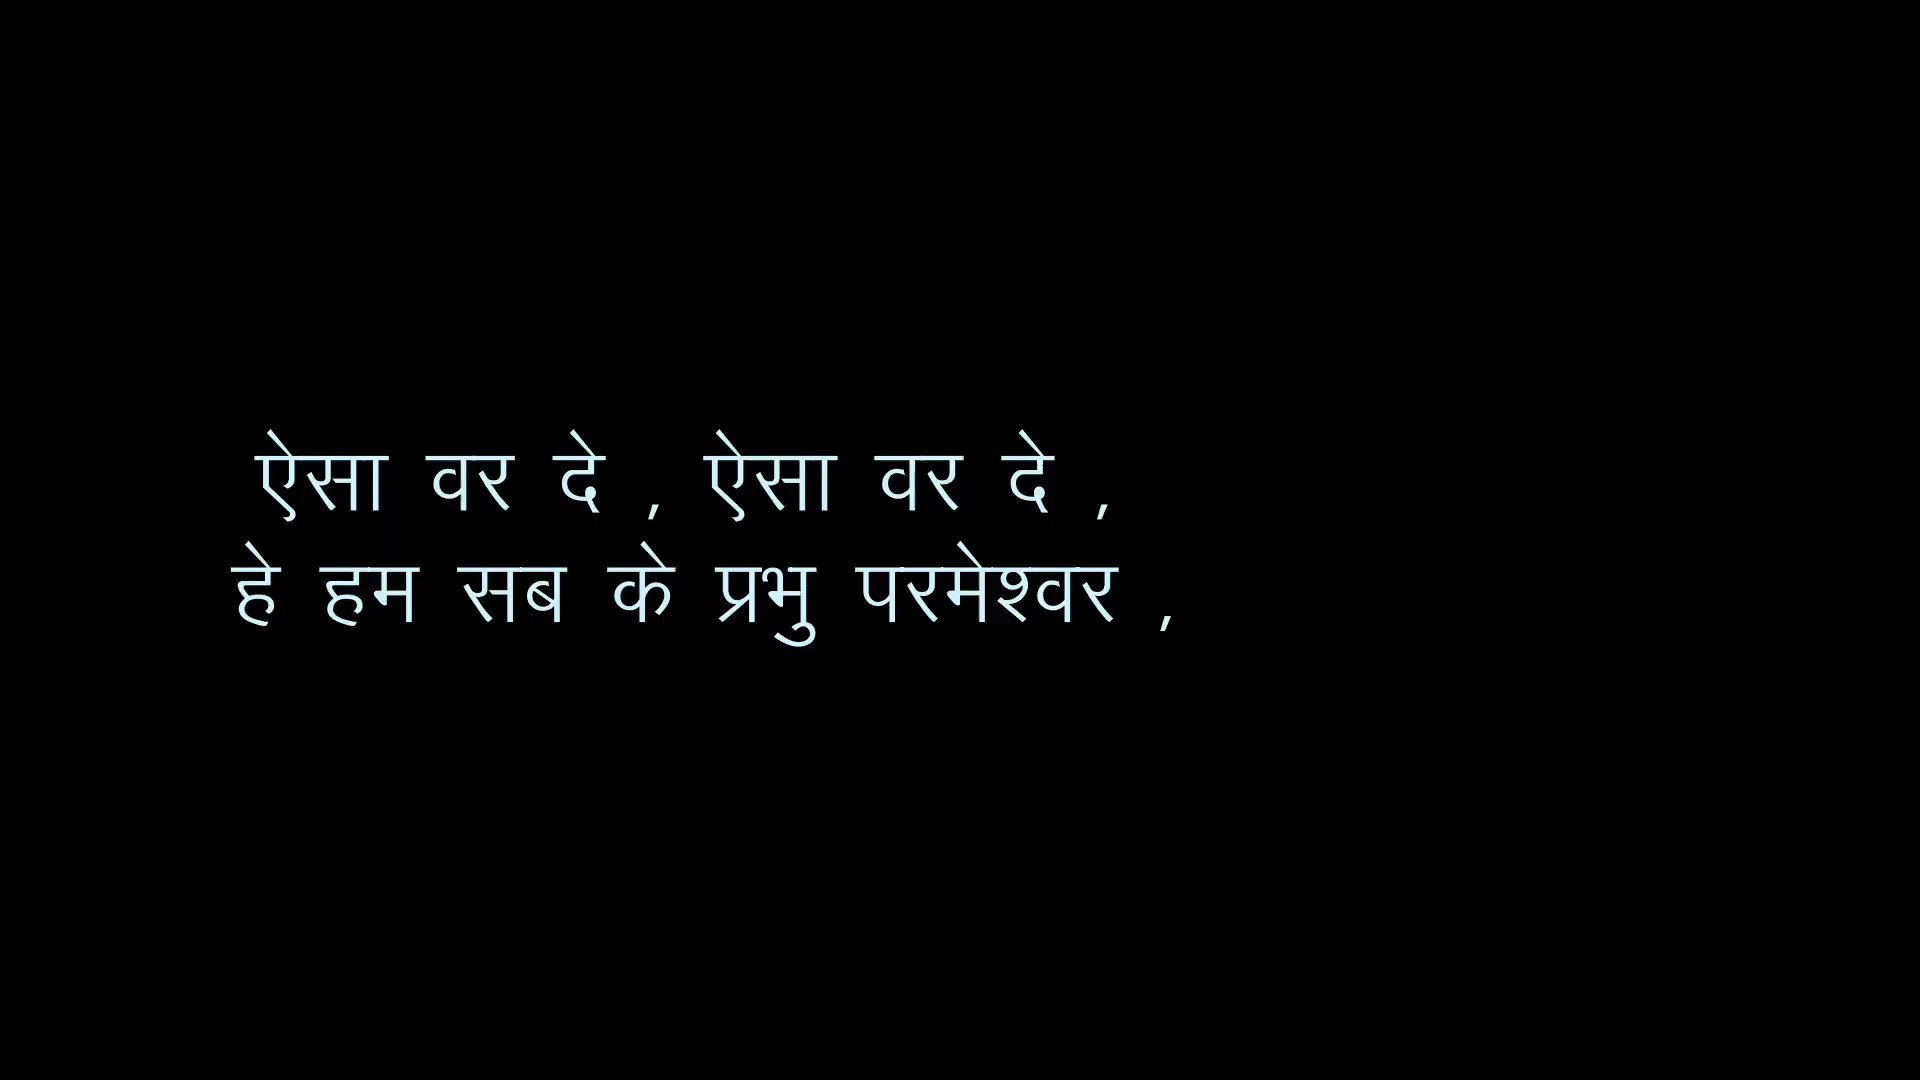 ऐसा वर दे , ऐसा वर दे ,
हे हम सब के प्रभु परमेश्वर ,